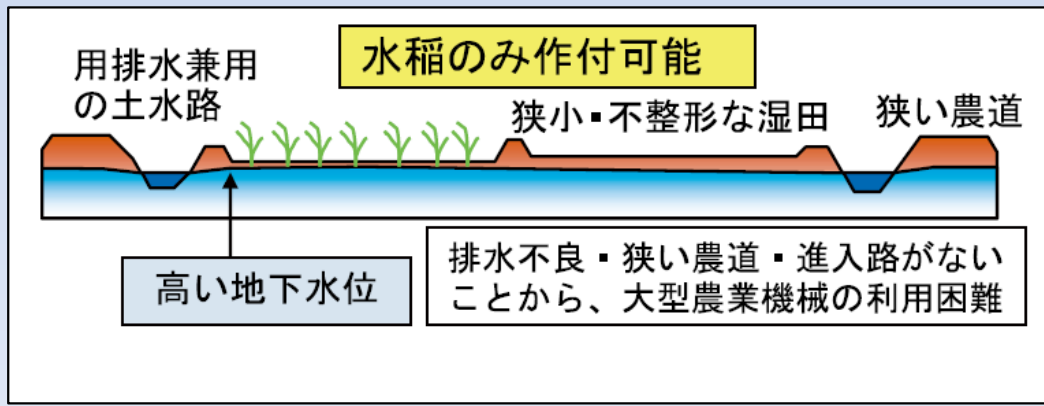 水稲のみ作付可能
用排水兼用
の土水路
狭小・不整形な湿田
狭い農道
高い地下水位
排水不良・狭い農道・進入路がない
ことから、大型農業機械の利用困難